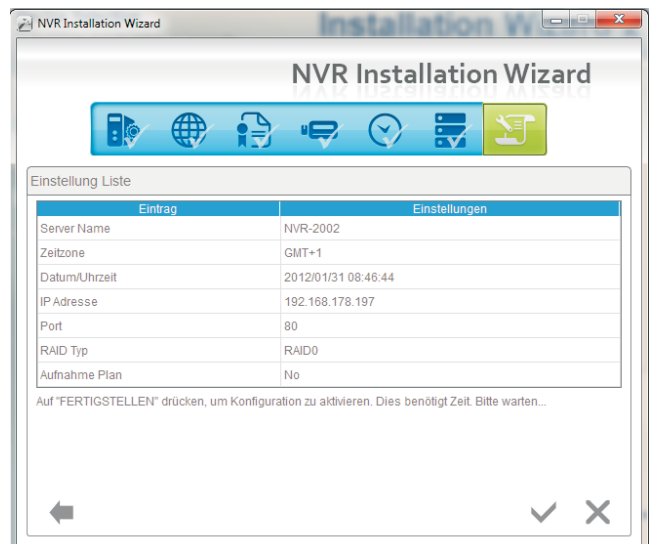 NVR Installation Wizard
Installation W
NVR Installation Wizard
Einstellung Liste
Eintrag Einstellungen
Server Name NVR-2002
Zeitzone GMT+1
Datum/Uhrzeit 2012/01/31 08:46:44
IP Adresse 192.168.178.197
Port 80
RAID Typ RAID0
Aufnahme Plan No
Auf "FERTIGSTELLEN" drücken, um Konfiguration zu aktivieren. Dies benötigt Zeit. Bitte warten...